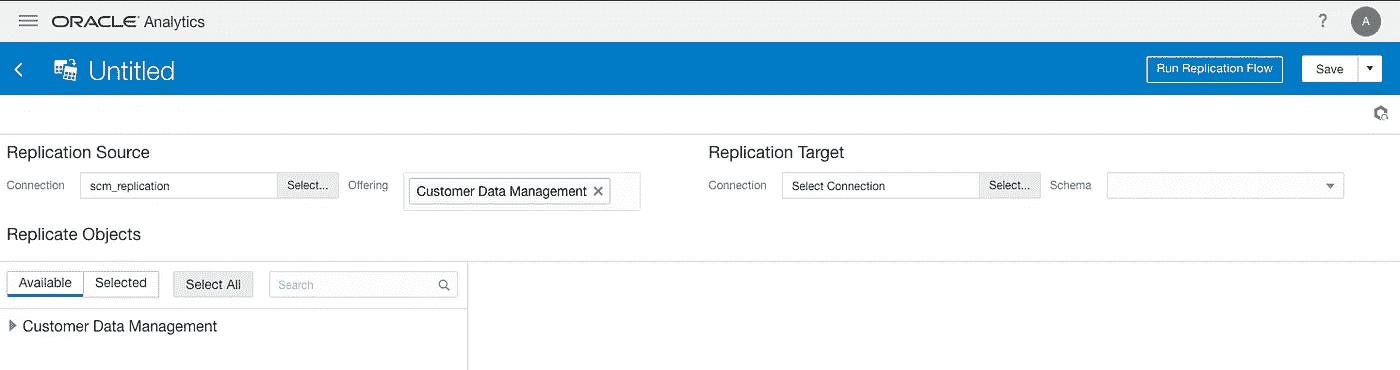 ORACLE Analytics
?
A
Untitled
Run Replication Flow
Save
Replication Source
Replication Target
Connection
scm_replication
Select...
Offering
Customer Data Management
Connection
Select Connection
Select...
Schema
Replicate Objects
Available
Selected
Select All
Search
Customer Data Management